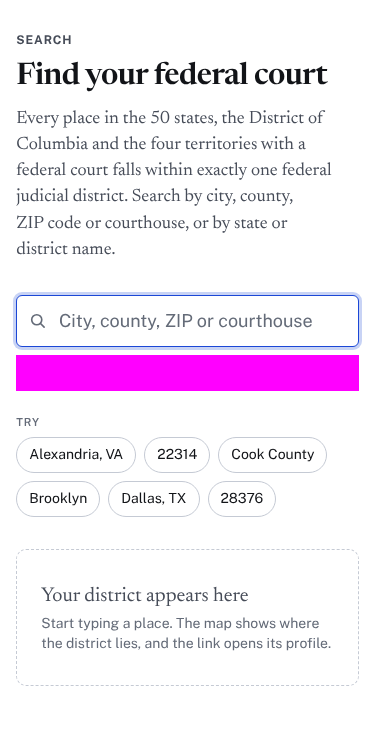 SEARCH
Find your federal court
Every place in the 50 states, the District of
Columbia and the four territories with a
federal court falls within exactly one federal
judicial district. Search by city, county,
ZIP code or courthouse, or by state or
district name.
City, county, ZIP or courthouse
TRY
Alexandria, VA
22314
Cook County
Brooklyn
Dallas, TX
28376
Your district appears here
Start typing a place. The map shows where
the district lies, and the link opens its profile.